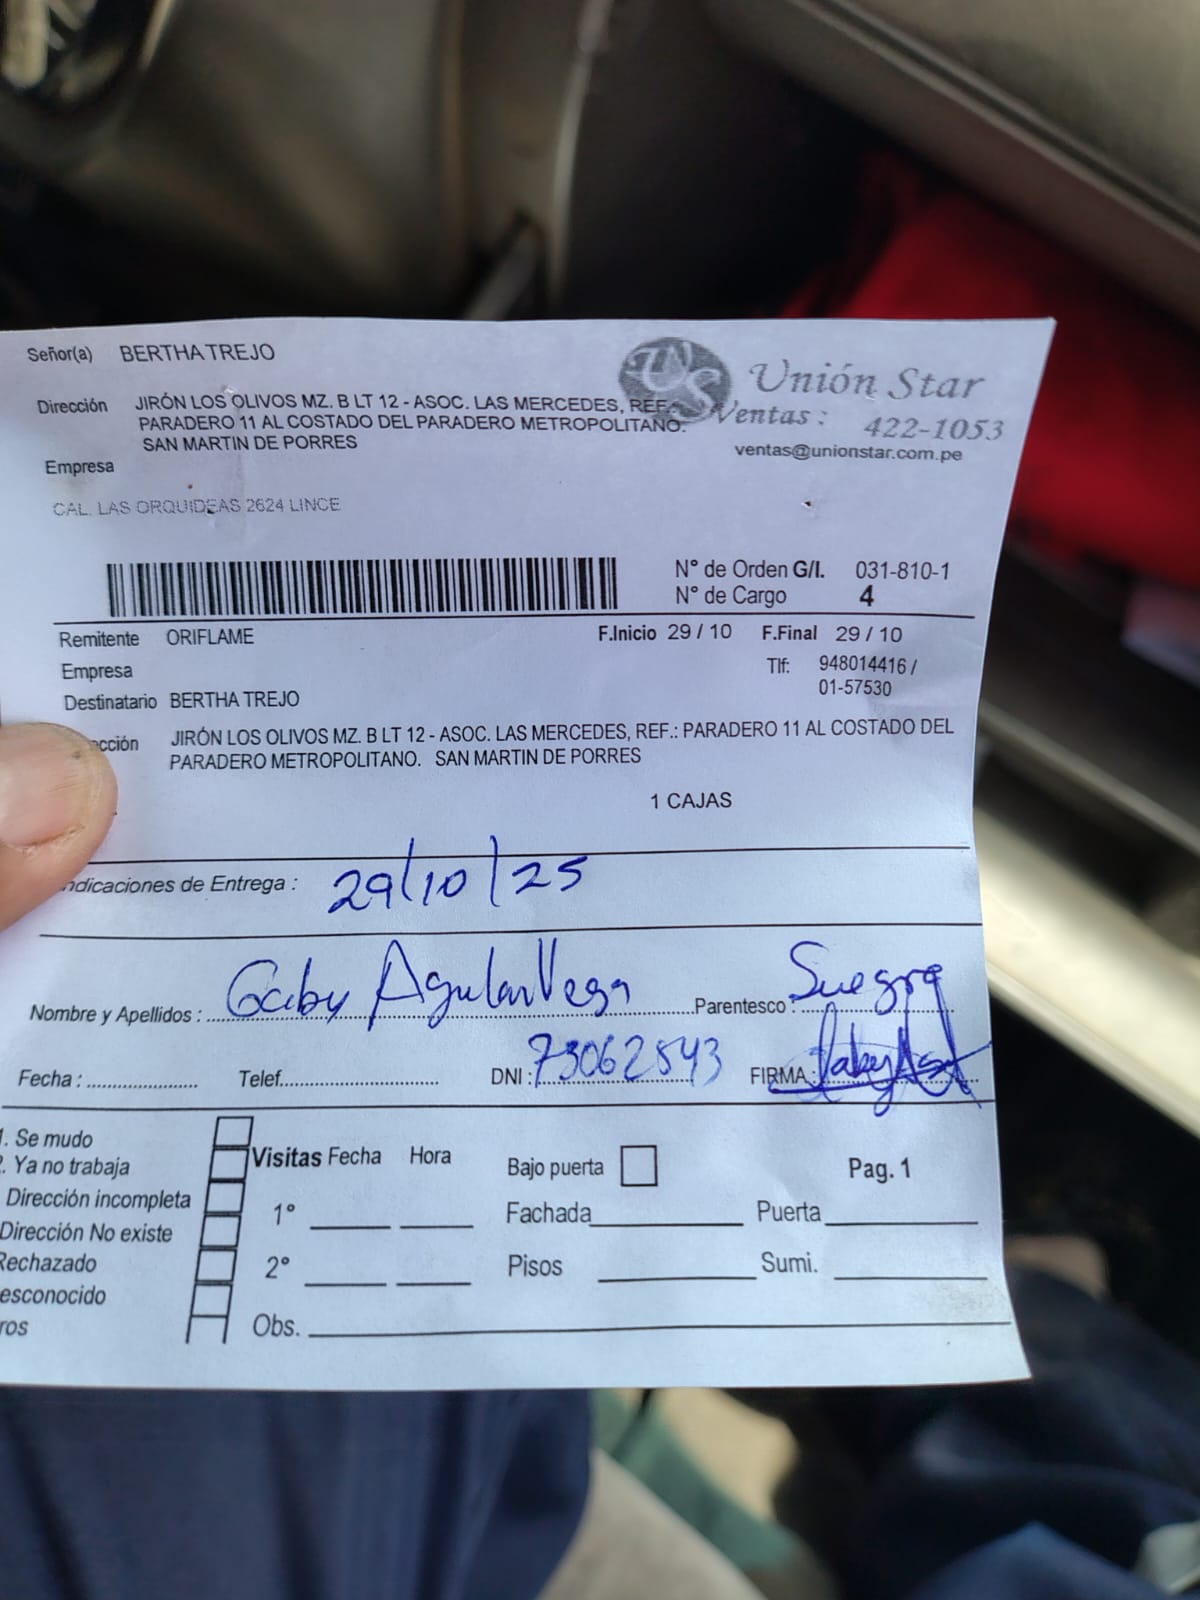 Señor(a) BERTHA TREJO
Unión Star
Dirección JIRÓN LOS OLIVOS MZ. B LT 12 - ASOC. LAS MERCEDES, REF.:
PARADERO 11 AL COSTADO DEL PARADERO METROPOLITANO.
SAN MARTIN DE PORRES
Ventas : 422-1053
ventas@unionstar.com.pe
Empresa
CAL. LAS ORQUIDEAS 2624 LINCE
N° de Orden G/I. 031-810-1
N° de Cargo 4
Remitente ORIFLAME F.Inicio 29 / 10 F.Final 29 / 10
Empresa Tlf: 948014416 /
01-57530
Destinatario BERTHA TREJO
cción JIRÓN LOS OLIVOS MZ. B LT 12 - ASOC. LAS MERCEDES, REF.: PARADERO 11 AL COSTADO DEL
PARADERO METROPOLITANO. SAN MARTIN DE PORRES
1 CAJAS
ndicaciones de Entrega : 29/10/25
Nombre y Apellidos : Gaby Aguilar Vega Parentesco : Suegra
Fecha : Telef. DNI : 73062543 FIRMA :
1. Se mudo
2. Ya no trabaja
Dirección incompleta
Dirección No existe
Rechazado
esconocido
ros
Visitas Fecha Hora Bajo puerta Pag. 1
1° Fachada Puerta
2° Pisos Sumi.
Obs.